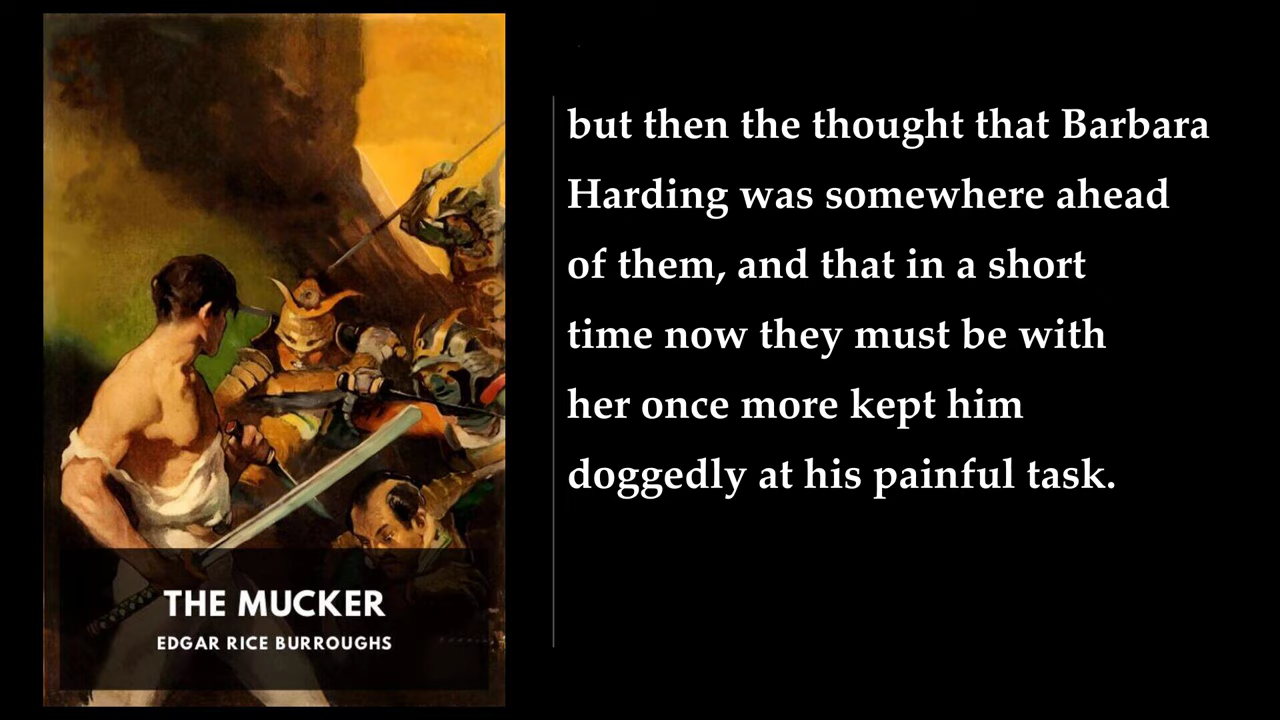 THE MUCKER
EDGAR RICE BURROUGHS
but then the thought that Barbara
Harding was somewhere ahead
of them, and that in a short
time now they must be with
her once more kept him
doggedly at his painful task.